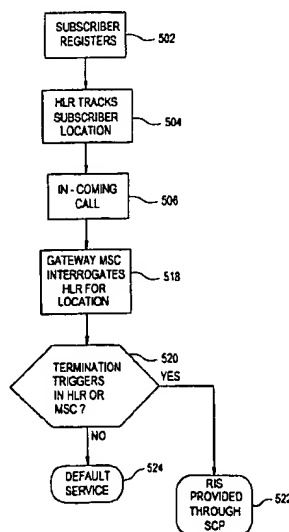 SUBSCRIBER
REGISTERS
502
HLR TRACKS
SUBSCRIBER
LOCATION
504
IN - COMING
CALL
506
GATEWAY MSC
INTERROGATES
HLR FOR
LOCATION
518
TERMINATION
TRIGGERS
IN HLR OR
MSC ?
520
YES
NO
DEFAULT
SERVICE
524
RIS
PROVIDED
THROUGH
SCP
522